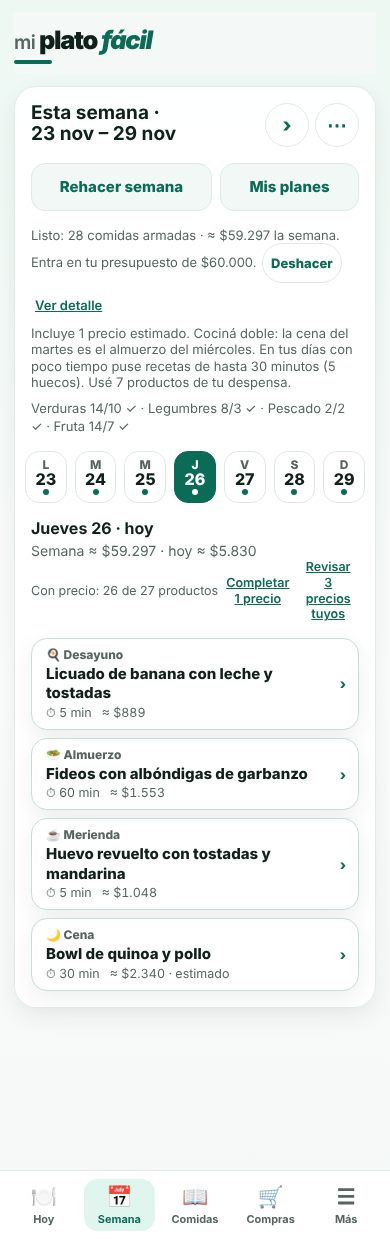 mi plato fácil
Esta semana ·
23 nov – 29 nov
›
···
Rehacer semana
Mis planes
Listo: 28 comidas armadas · ≈ $59.297 la semana.
Entra en tu presupuesto de $60.000. Deshacer
Ver detalle
Incluye 1 precio estimado. Cociná doble: la cena del
martes es el almuerzo del miércoles. En tus días con
poco tiempo puse recetas de hasta 30 minutos (5
huecos). Usé 7 productos de tu despensa.
Verduras 14/10 ✓ · Legumbres 8/3 ✓ · Pescado 2/2
✓ · Fruta 14/7 ✓
L M M J V S D
23 24 25 26 27 28 29
Jueves 26 · hoy
Semana ≈ $59.297 · hoy ≈ $5.830
Con precio: 26 de 27 productos
Completar
1 precio
Revisar
3
precios
tuyos
🍳 Desayuno
Licuado de banana con leche y
tostadas
⏱ 5 min ≈ $889
›
🥗 Almuerzo
Fideos con albóndigas de garbanzo
⏱ 60 min ≈ $1.553
›
☕ Merienda
Huevo revuelto con tostadas y
mandarina
⏱ 5 min ≈ $1.048
›
🌙 Cena
Bowl de quinoa y pollo
⏱ 30 min ≈ $2.340 · estimado
›
Hoy
Semana
Comidas
Compras
Más